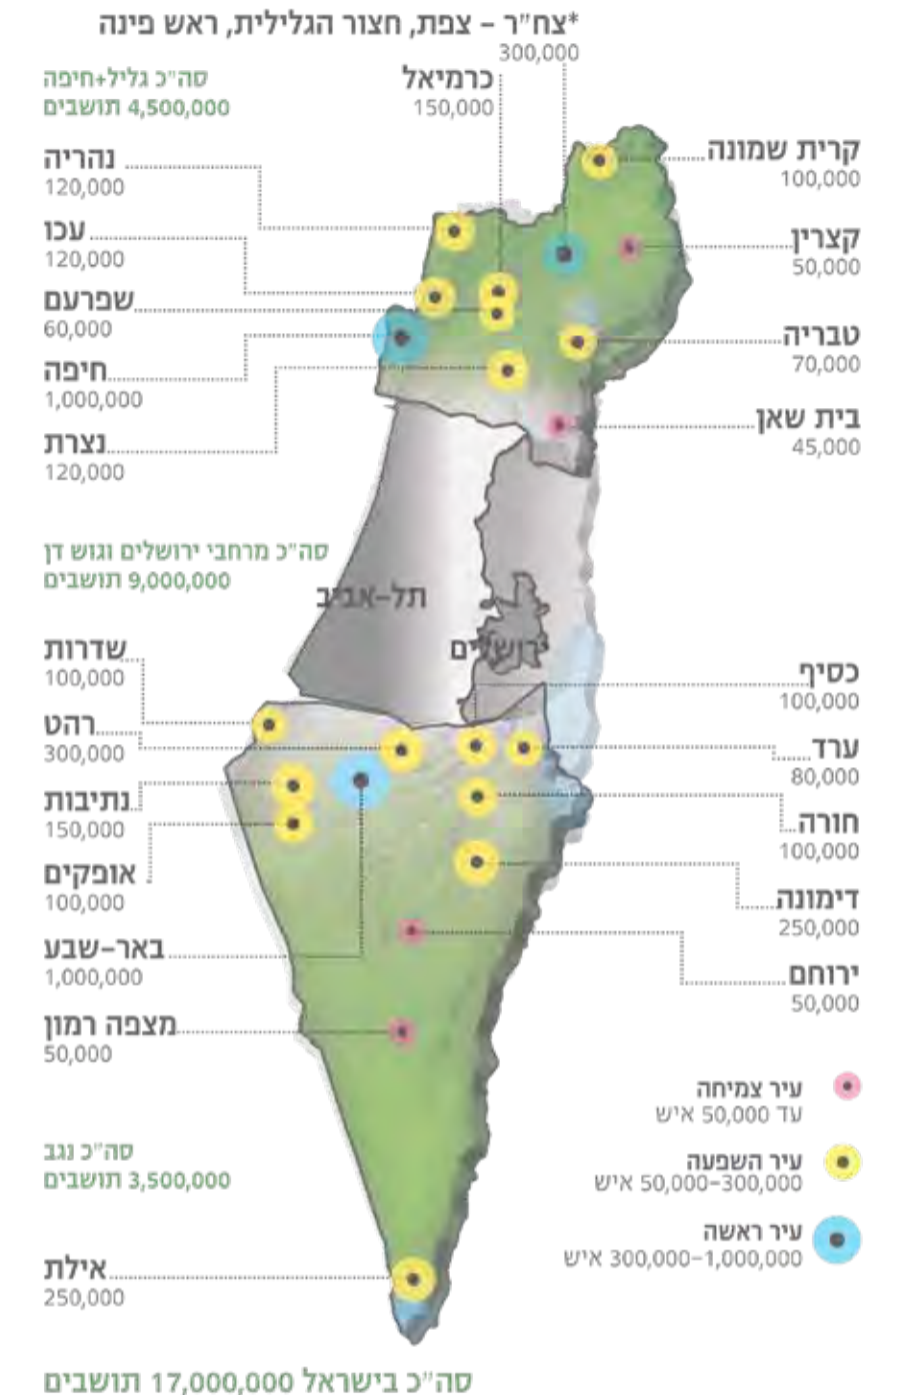 *צח״ר – צפת, חצור הגלילית, ראש פינה
300,000
כרמיאל
150,000
סה״כ גליל+חיפה
4,500,000 תושבים
קרית שמונה
100,000
קצרין
50,000
טבריה
70,000
בית שאן
45,000
נהריה
120,000
עכו
120,000
שפרעם
60,000
חיפה
1,000,000
נצרת
120,000
סה״כ מרחבי ירושלים וגוש דן
9,000,000 תושבים
תל-אביב
ירושלים
כסיף
100,000
ערד
80,000
חורה
100,000
דימונה
250,000
ירוחם
50,000
שדרות
100,000
רהט
300,000
נתיבות
150,000
אופקים
100,000
באר-שבע
1,000,000
מצפה רמון
50,000
עיר צמיחה
עד 50,000 איש
עיר השפעה
50,000–300,000 איש
עיר ראשה
300,000–1,000,000 איש
סה״כ נגב
3,500,000 תושבים
אילת
250,000
סה״כ בישראל 17,000,000 תושבים